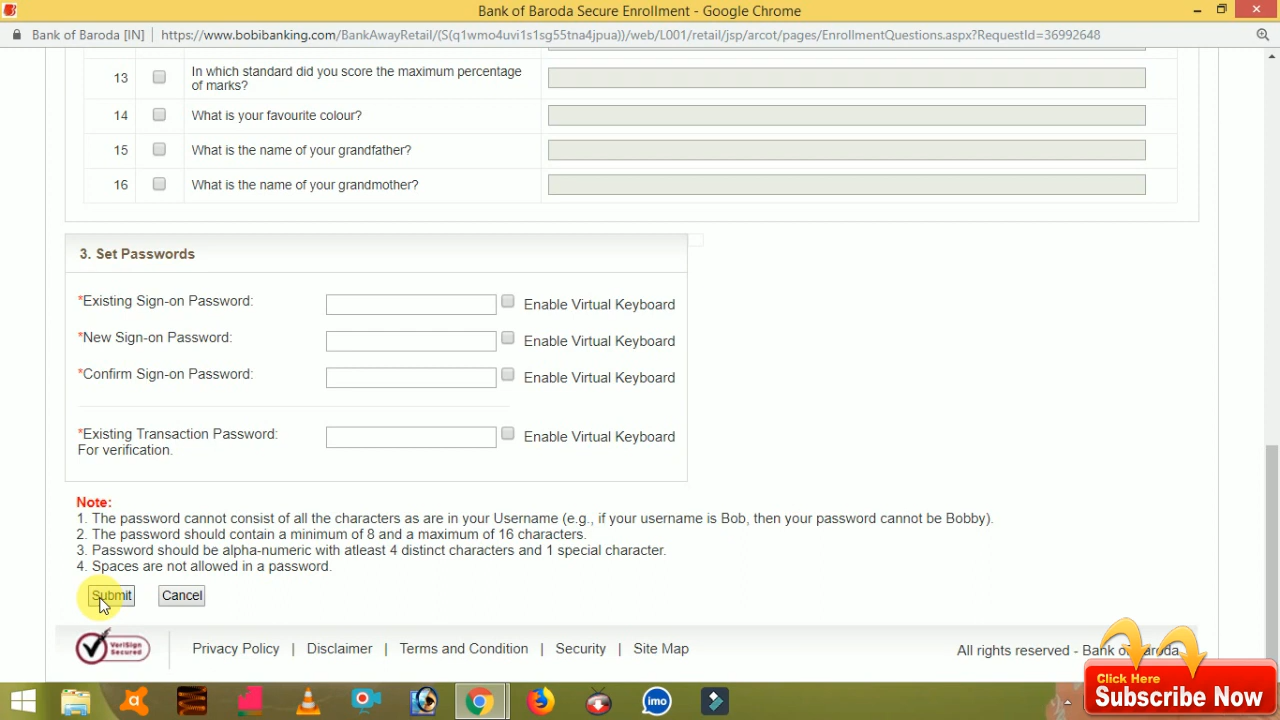 Bank of Baroda Secure Enrollment - Google Chrome
Bank of Baroda [IN] https://www.bobibanking.com/BankAwayRetail/(S(q1wmo4uvi1s1sg55tna4jpua))/web/L001/retail/jsp/arcot/pages/EnrollmentQuestions.aspx?RequestId=36992648
13 In which standard did you score the maximum percentage
of marks?
14 What is your favourite colour?
15 What is the name of your grandfather?
16 What is the name of your grandmother?
3. Set Passwords
*Existing Sign-on Password: Enable Virtual Keyboard
*New Sign-on Password: Enable Virtual Keyboard
*Confirm Sign-on Password: Enable Virtual Keyboard
*Existing Transaction Password: Enable Virtual Keyboard
For verification.
Note:
1. The password cannot consist of all the characters as are in your Username (e.g., if your username is Bob, then your password cannot be Bobby).
2. The password should contain a minimum of 8 and a maximum of 16 characters.
3. Password should be alpha-numeric with atleast 4 distinct characters and 1 special character.
4. Spaces are not allowed in a password.
Submit Cancel
VeriSign
Secured
Privacy Policy | Disclaimer | Terms and Condition | Security | Site Map
All rights reserved - Bank of Baroda
Click Here
Subscribe Now
imo